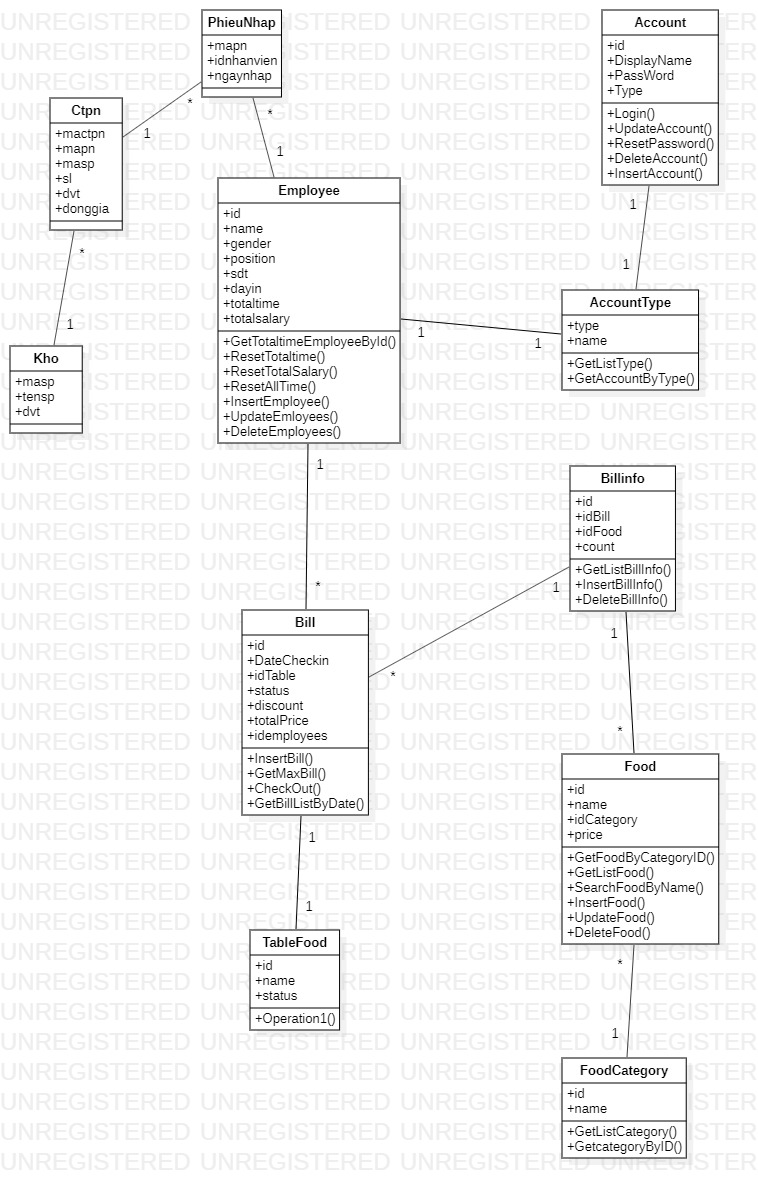 PhieuNhap
+mapn
+idnhanvien
+ngaynhap
Account
+id
+DisplayName
+PassWord
+Type
+Login()
+UpdateAccount()
+ResetPassword()
+DeleteAccount()
+InsertAccount()
Ctpn
+mactpn
+mapn
+masp
+sl
+dvt
+donggia
*
1
*
1
Employee
+id
+name
+gender
+position
+sdt
+dayin
+totaltime
+totalsalary
+GetTotaltimeEmployeeById()
+ResetTotaltime()
+ResetTotalSalary()
+ResetAllTime()
+InsertEmployee()
+UpdateEmloyees()
+DeleteEmployees()
1
1
AccountType
+type
+name
+GetListType()
+GetAccountByType()
1
1
*
1
Kho
+masp
+tensp
+dvt
1
*
Billinfo
+id
+idBill
+idFood
+count
+GetListBillInfo()
+InsertBillInfo()
+DeleteBillInfo()
1
*
Bill
+id
+DateCheckin
+idTable
+status
+discount
+totalPrice
+idemployees
+InsertBill()
+GetMaxBill()
+CheckOut()
+GetBillListByDate()
1
*
Food
+id
+name
+idCategory
+price
+GetFoodByCategoryID()
+GetListFood()
+SearchFoodByName()
+InsertFood()
+UpdateFood()
+DeleteFood()
1
1
TableFood
+id
+name
+status
+Operation1()
*
1
FoodCategory
+id
+name
+GetListCategory()
+GetcategoryByID()
UNREGISTERED